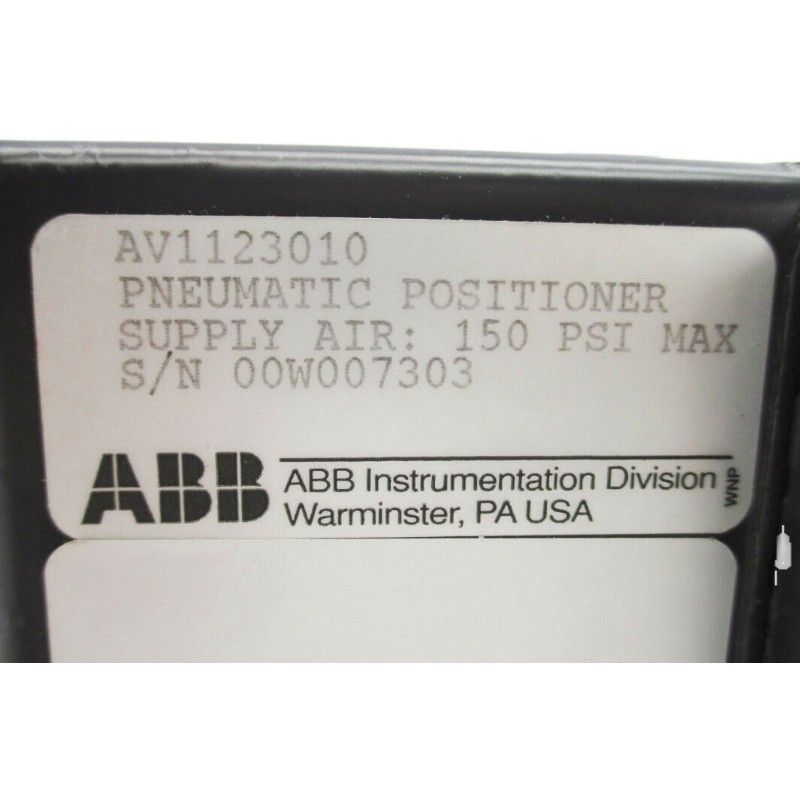 AV1123010
PNEUMATIC POSITIONER
SUPPLY AIR: 150 PSI MAX
S/N 00W007303
ABB
ABB Instrumentation Division
Warminster, PA USA
WNP